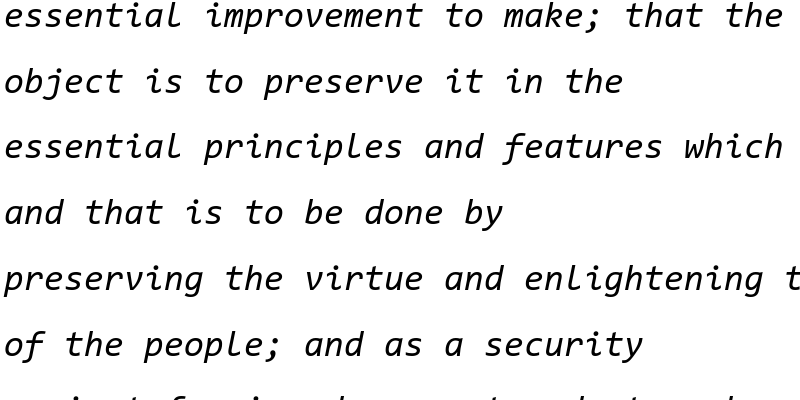 essential improvement to make; that the
object is to preserve it in the
essential principles and features which
and that is to be done by
preserving the virtue and enlightening
of the people; and as a security